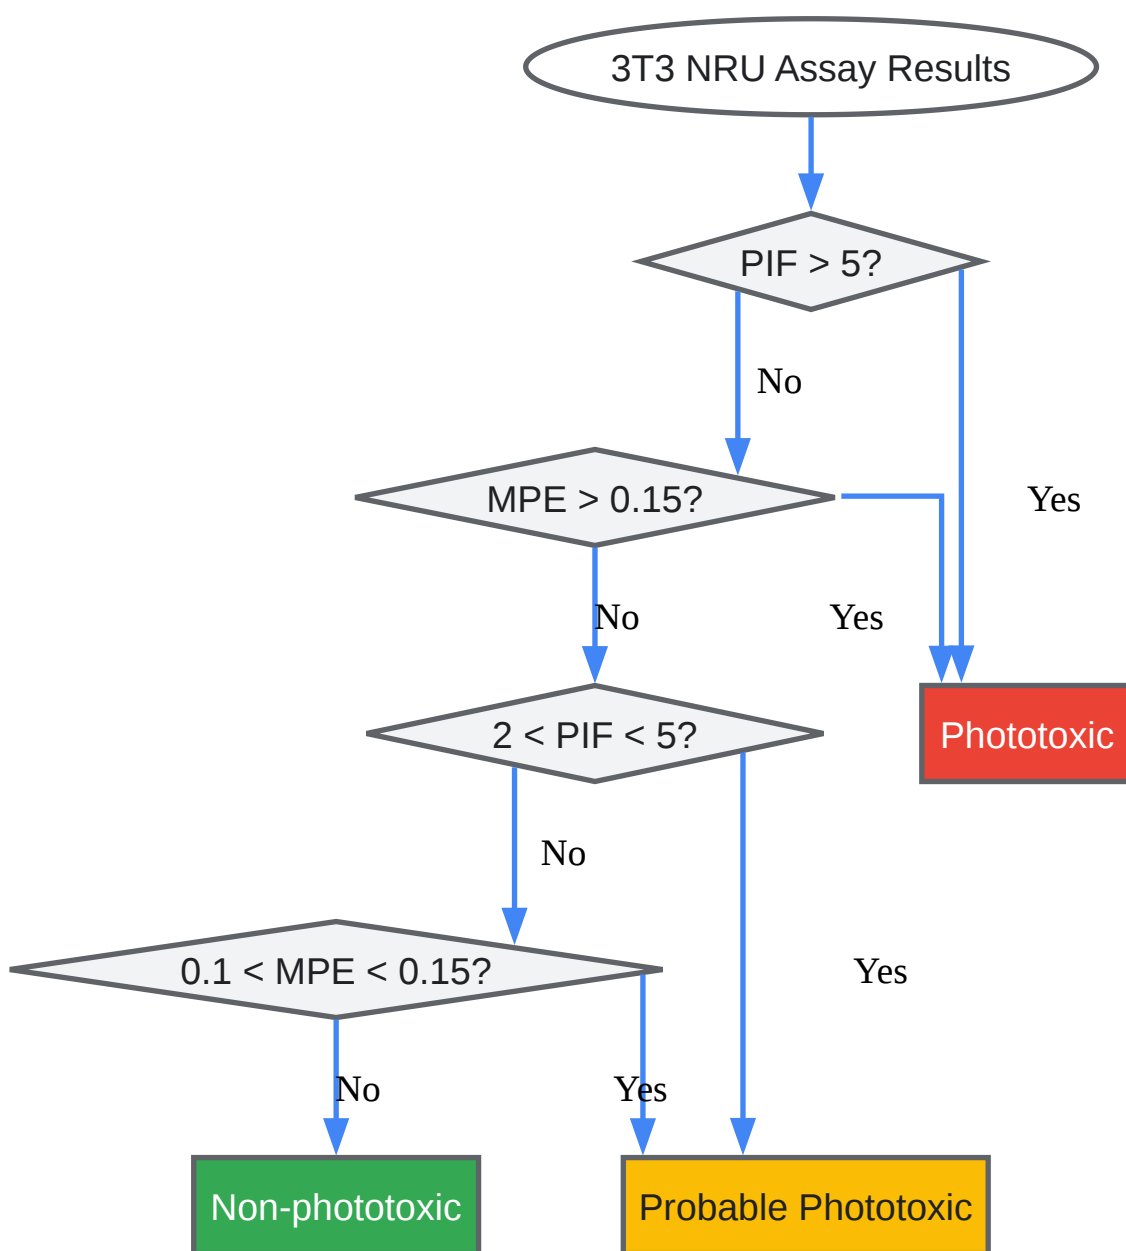 3T3 NRU Assay Results
PIF > 5?
No
MPE > 0.15?
Yes
No
Yes
2 < PIF < 5?
Phototoxic
No
0.1 < MPE < 0.15?
Yes
No
Yes
Non-phototoxic
Probable Phototoxic